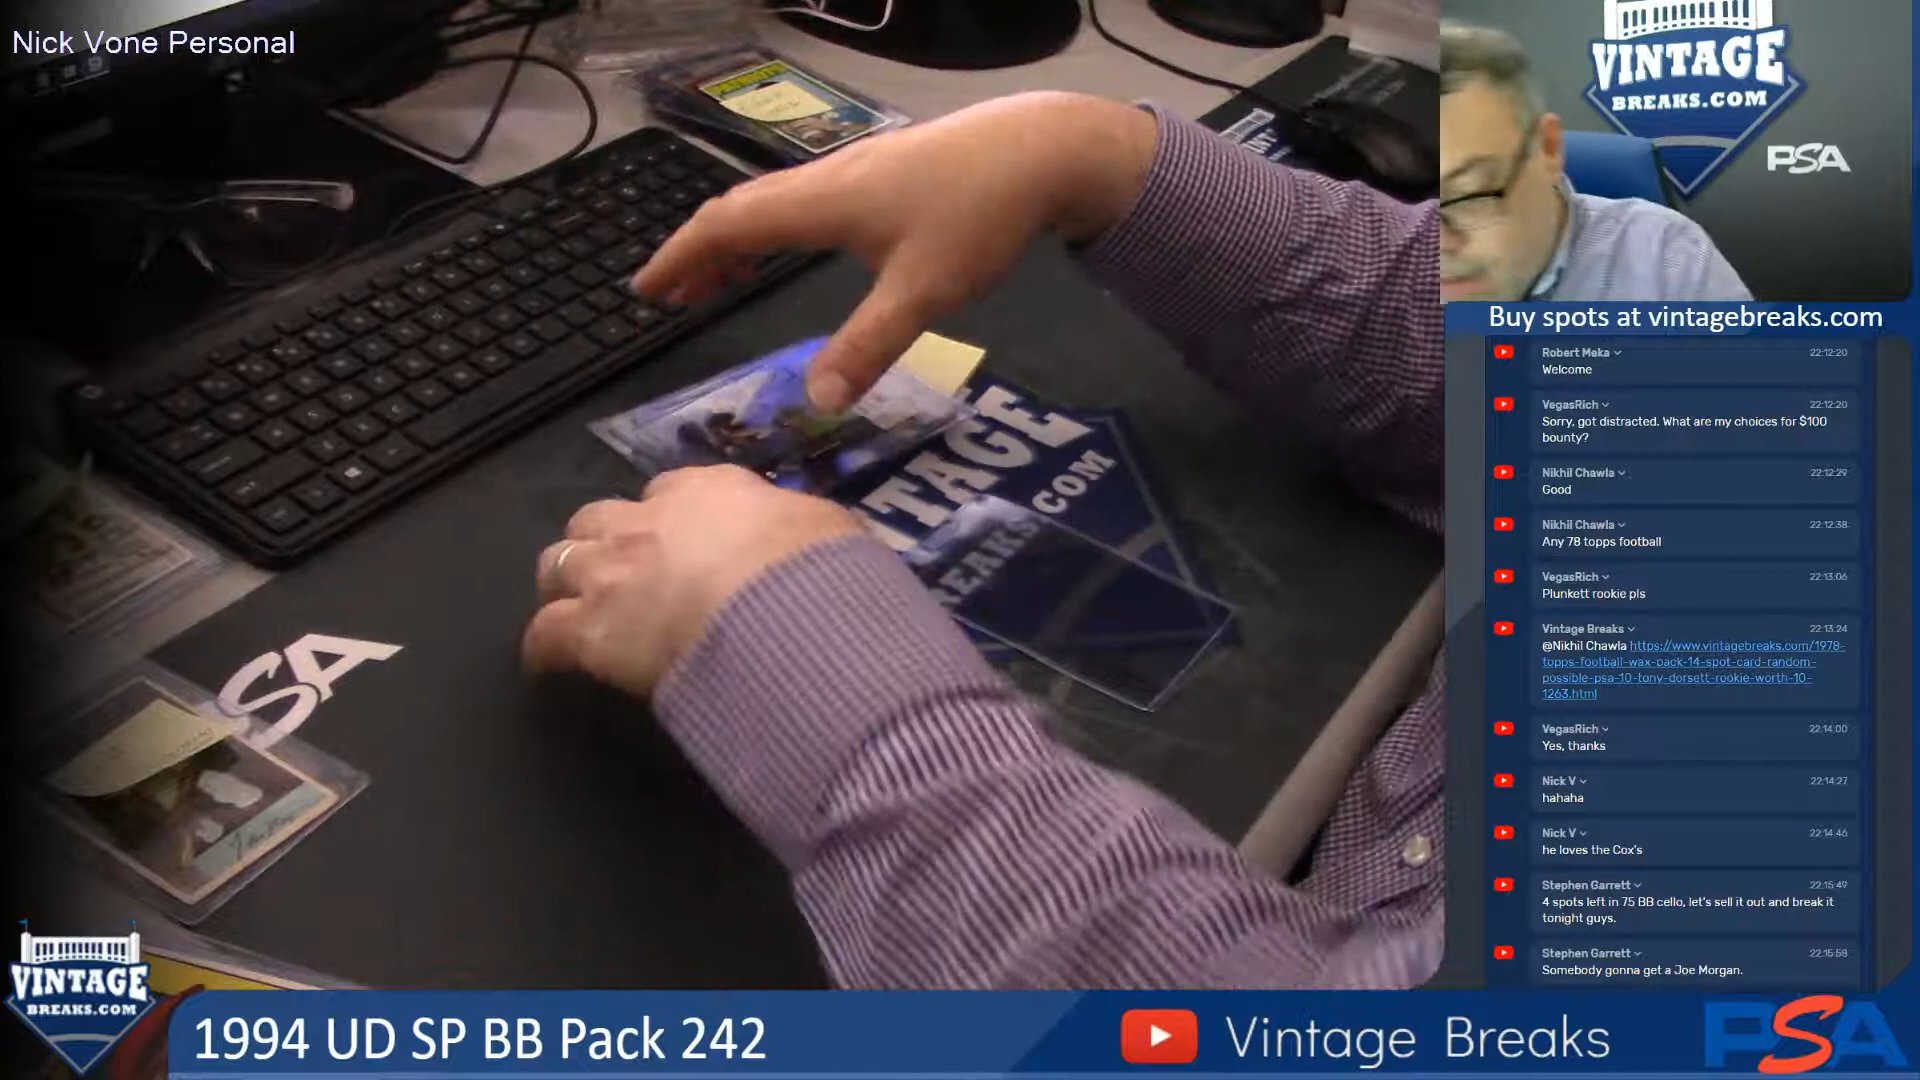 Nick Vone Personal
VINTAGE
BREAKS.COM
PSA
Buy spots at vintagebreaks.com
Robert Meka 22:12:20
Welcome
VegasRich 22:12:20
Sorry, got distracted. What are my choices for $100
bounty?
Nikhil Chawla 22:12:29
Good
Nikhil Chawla 22:12:38
Any 78 topps football
VegasRich 22:13:06
Plunkett rookie pls
Vintage Breaks 22:13:24
@Nikhil Chawla https://www.vintagebreaks.com/1978-
topps-football-wax-pack-14-spot-card-random-
possible-psa-10-tony-dorsett-rookie-worth-10-
1263.html
VegasRich 22:14:00
Yes, thanks
Nick V 22:14:27
hahaha
Nick V 22:14:46
he loves the Cox's
Stephen Garrett 22:15:49
4 spots left in 75 BB cello, let's sell it out and break it
tonight guys.
Stephen Garrett 22:15:58
Somebody gonna get a Joe Morgan.
TAGE
REAKS COM
SA
VINTAGE
BREAKS.COM
1994 UD SP BB Pack 242
Vintage Breaks
PSA